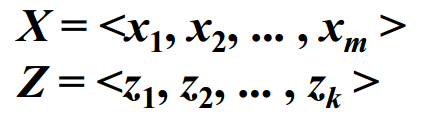 X = <x₁, x₂, ... , xₘ >
Z = <z₁, z₂, ... , zₖ >